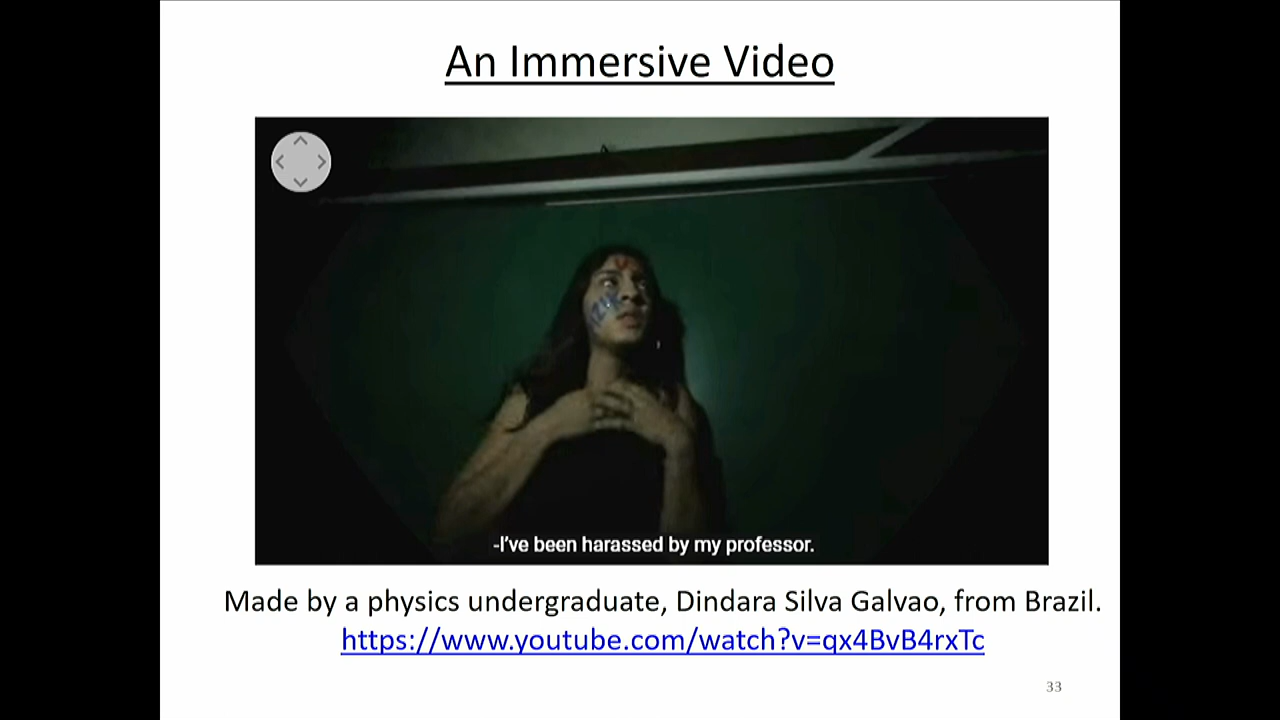 An Immersive Video
-I've been harassed by my professor.
Made by a physics undergraduate, Dindara Silva Galvao, from Brazil.
https://www.youtube.com/watch?v=qx4BvB4rxTc
33